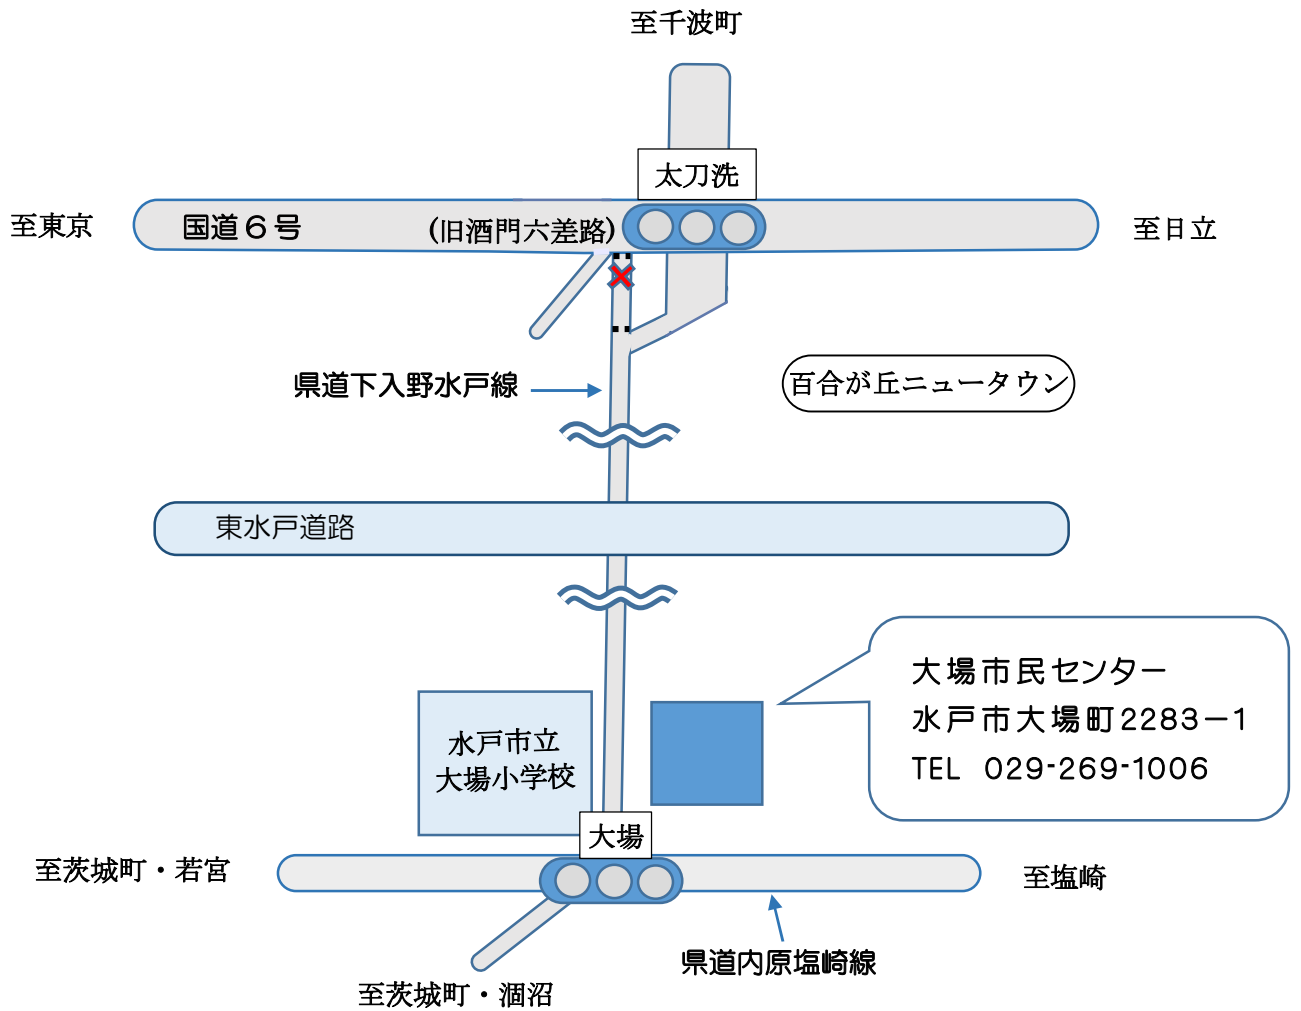 至千波町
太刀洗
至東京
国道６号
(旧酒門六差路)
至日立
県道下入野水戸線
百合が丘ニュータウン
東水戸道路
大場市民センター
水戸市大場町2283－1
TEL　029-269-1006
水戸市立
大場小学校
大場
至茨城町・若宮
至塩崎
県道内原塩崎線
至茨城町・涸沼